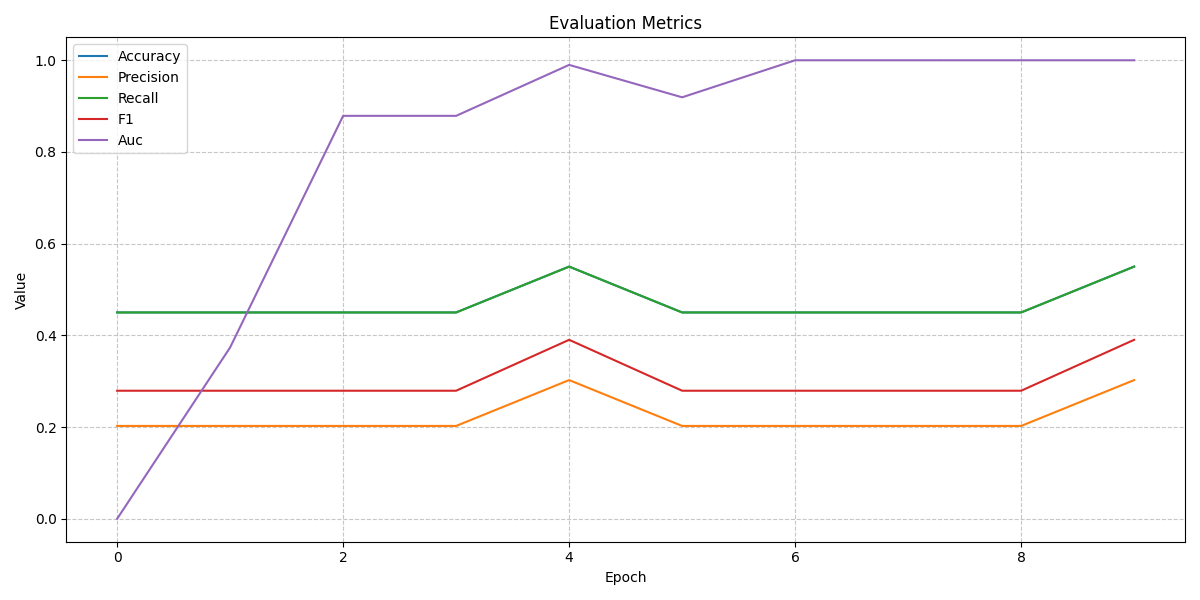 Evaluation Metrics
Accuracy
Precision
Recall
F1
Auc
1.0
0.8
0.6
0.4
0.2
0.0
Value
0 2 4 6 8
Epoch